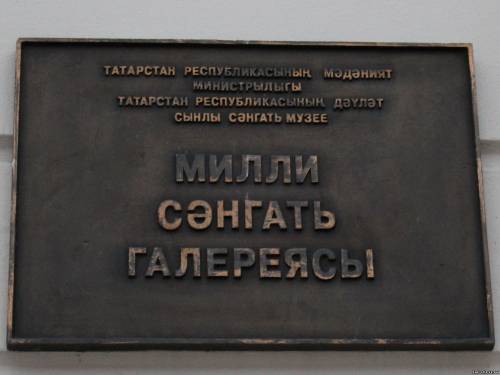 ТАТАРСТАН РЕСПУБЛИКАСЫНЫҢ МӘДӘНИЯТ
МИНИСТРЛЫГЫ
ТАТАРСТАН РЕСПУБЛИКАСЫНЫҢ ДӘҮЛӘТ
СЫНЛЫ СӘНГАТЬ МУЗЕЕ
МИЛЛИ
СӘНГАТЬ
ГАЛЕРЕЯСЫ